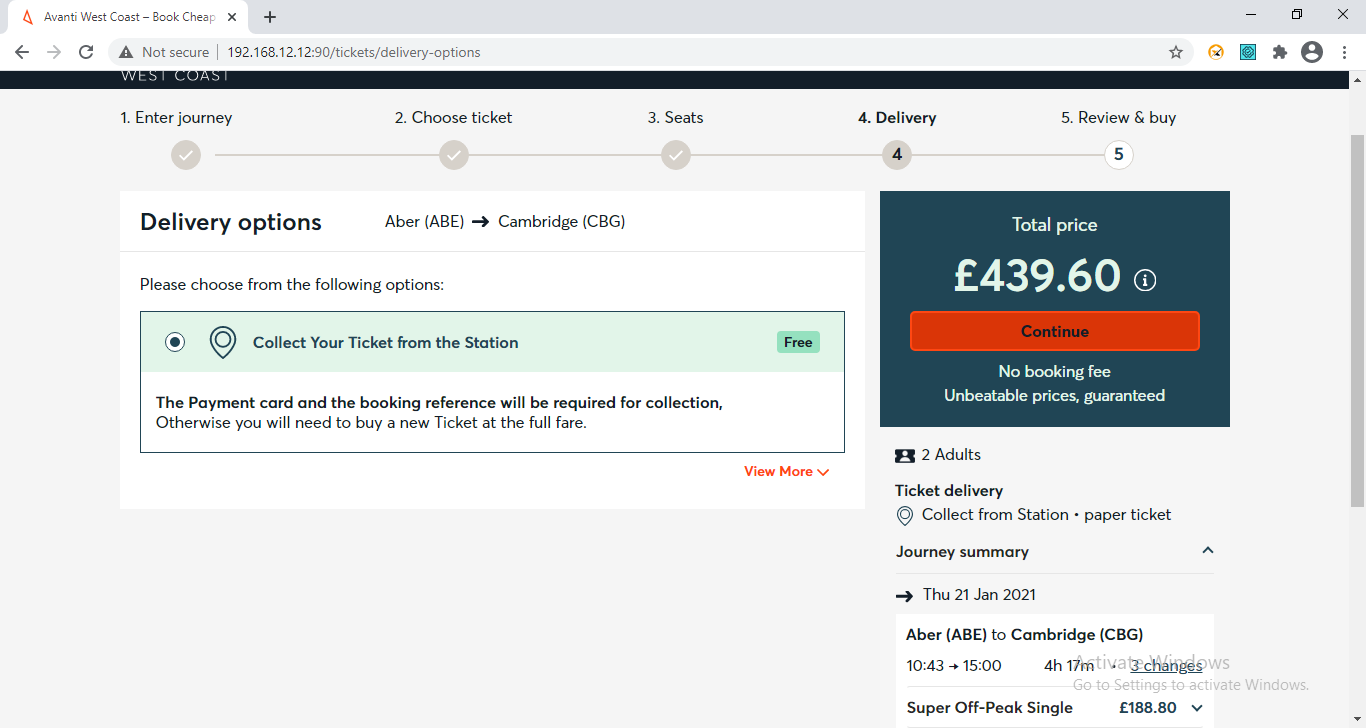 Avanti West Coast – Book Cheap
Not secure
192.168.12.12:90/tickets/delivery-options
WEST COAST
1. Enter journey
2. Choose ticket
3. Seats
4. Delivery
5. Review & buy
4
5
Delivery options
Aber (ABE) → Cambridge (CBG)
Please choose from the following options:
Collect Your Ticket from the Station
Free
The Payment card and the booking reference will be required for collection,
Otherwise you will need to buy a new Ticket at the full fare.
View More
Total price
£439.60
Continue
No booking fee
Unbeatable prices, guaranteed
2 Adults
Ticket delivery
Collect from Station • paper ticket
Journey summary
→ Thu 21 Jan 2021
Aber (ABE) to Cambridge (CBG)
10:43 → 15:00
4h 17m • 3 changes
Super Off-Peak Single
£188.80
Activate Windows
Go to Settings to activate Windows.